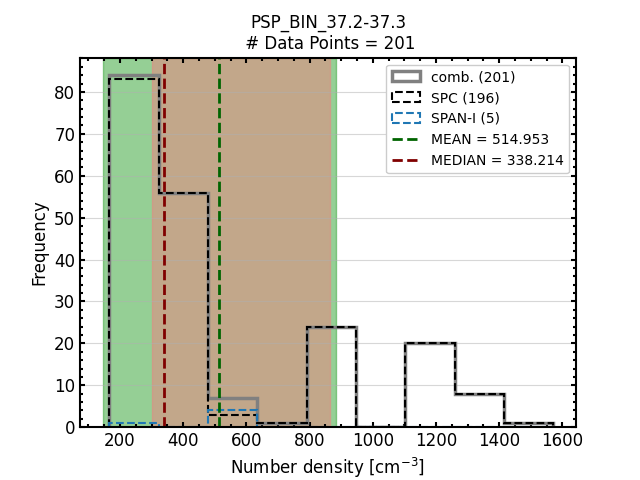 PSP_BIN_37.2-37.3
# Data Points = 201
comb. (201)
SPC (196)
SPAN-I (5)
MEAN = 514.953
MEDIAN = 338.214
Frequency
80
70
60
50
40
30
20
10
0
200 400 600 800 1000 1200 1400 1600
Number density [cm⁻³]